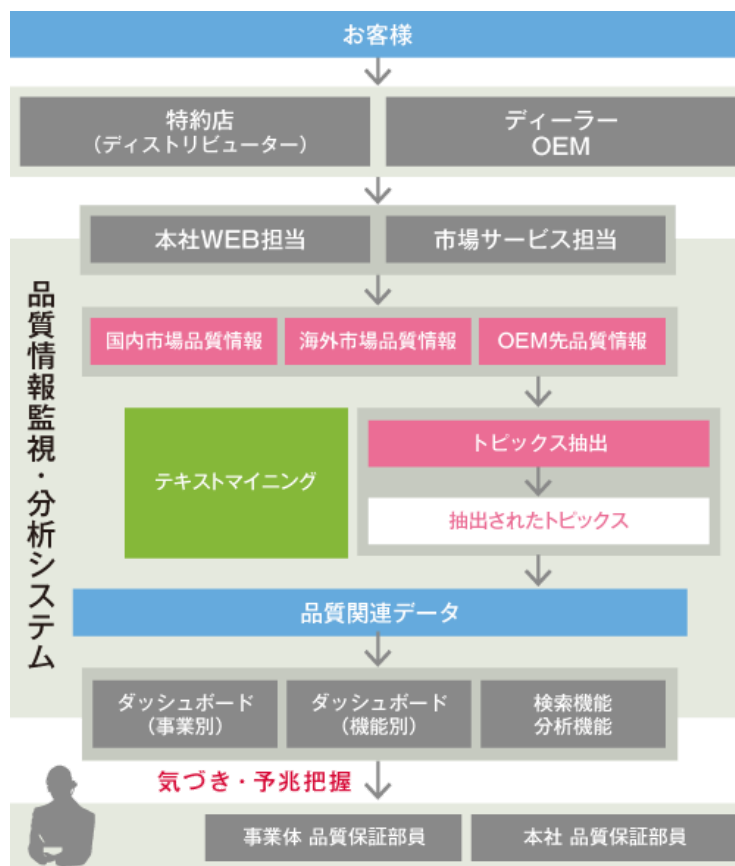 お客様
特約店
（ディストリビューター）
ディーラー
OEM
本社WEB担当
市場サービス担当
品質情報監視・分析システム
国内市場品質情報
海外市場品質情報
OEM先品質情報
テキストマイニング
トピックス抽出
抽出されたトピックス
品質関連データ
ダッシュボード
（事業別）
ダッシュボード
（機能別）
検索機能
分析機能
気づき・予兆把握
事業体 品質保証部員
本社 品質保証部員